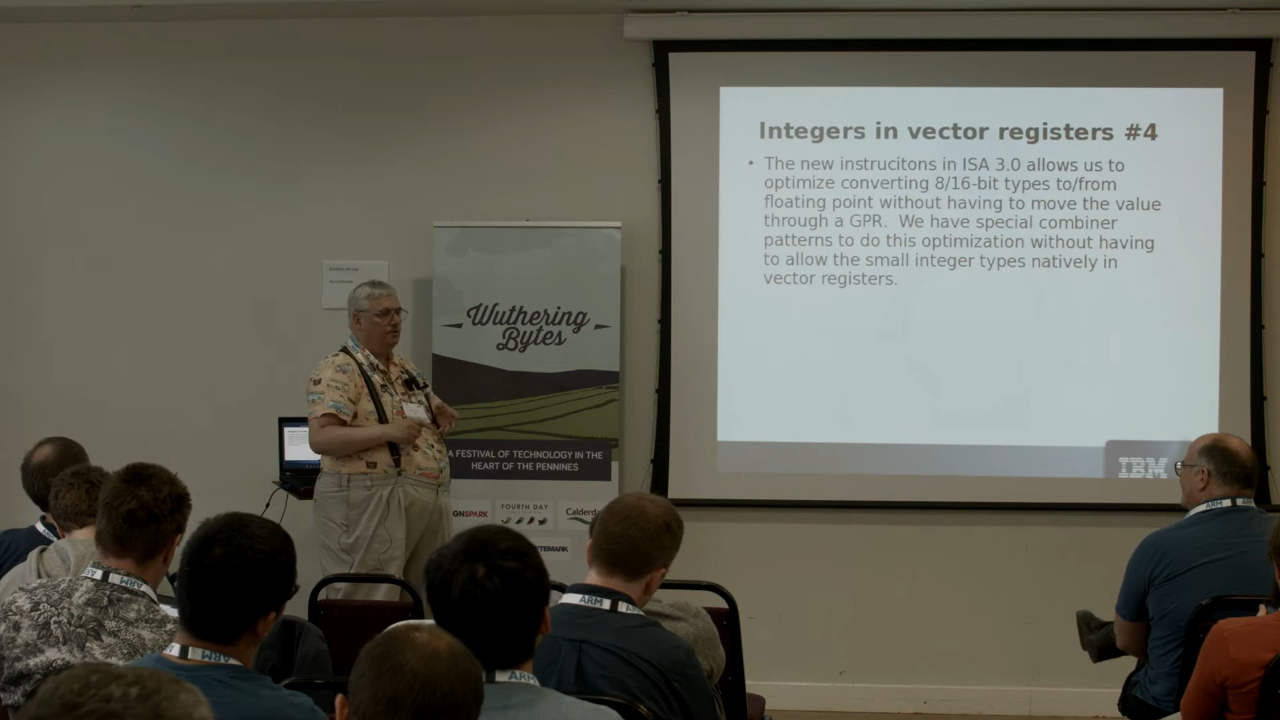 Integers in vector registers #4
• The new instrucitons in ISA 3.0 allows us to
optimize converting 8/16-bit types to/from
floating point without having to move the value
through a GPR. We have special combiner
patterns to do this optimization without having
to allow the small integer types natively in
vector registers.
IBM
Wuthering
Bytes
A FESTIVAL OF TECHNOLOGY IN THE
HEART OF THE PENNINES
FOURTH DAY
ARM
ARM
ARM
ARM